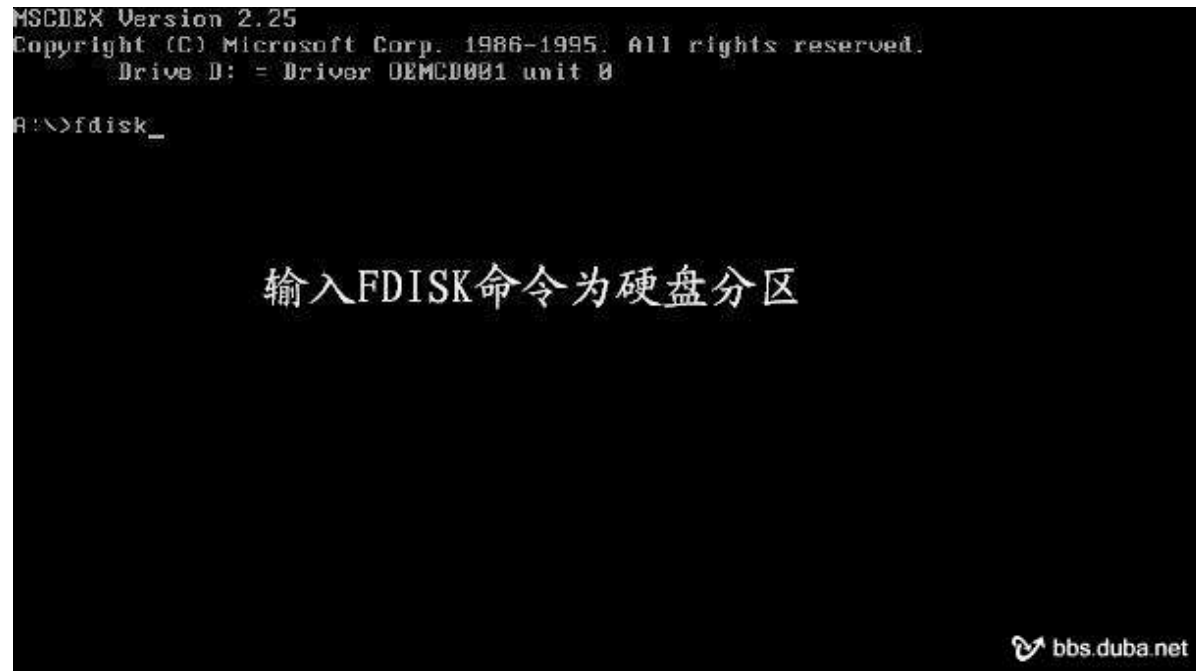 MSCDEX Version 2.25
Copyright (C) Microsoft Corp. 1986-1995. All rights reserved.
Drive D: = Driver OEMCD001 unit 0
A:\>fdisk_
输入FDISK命令为硬盘分区
bbs.duba.net